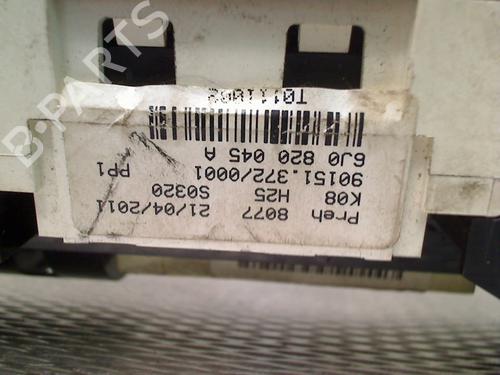 Preh 8077 21/04/2011
K08 H25 S0320
90151.372/0001 PP1
6J0 820 045 A
B-PARTS